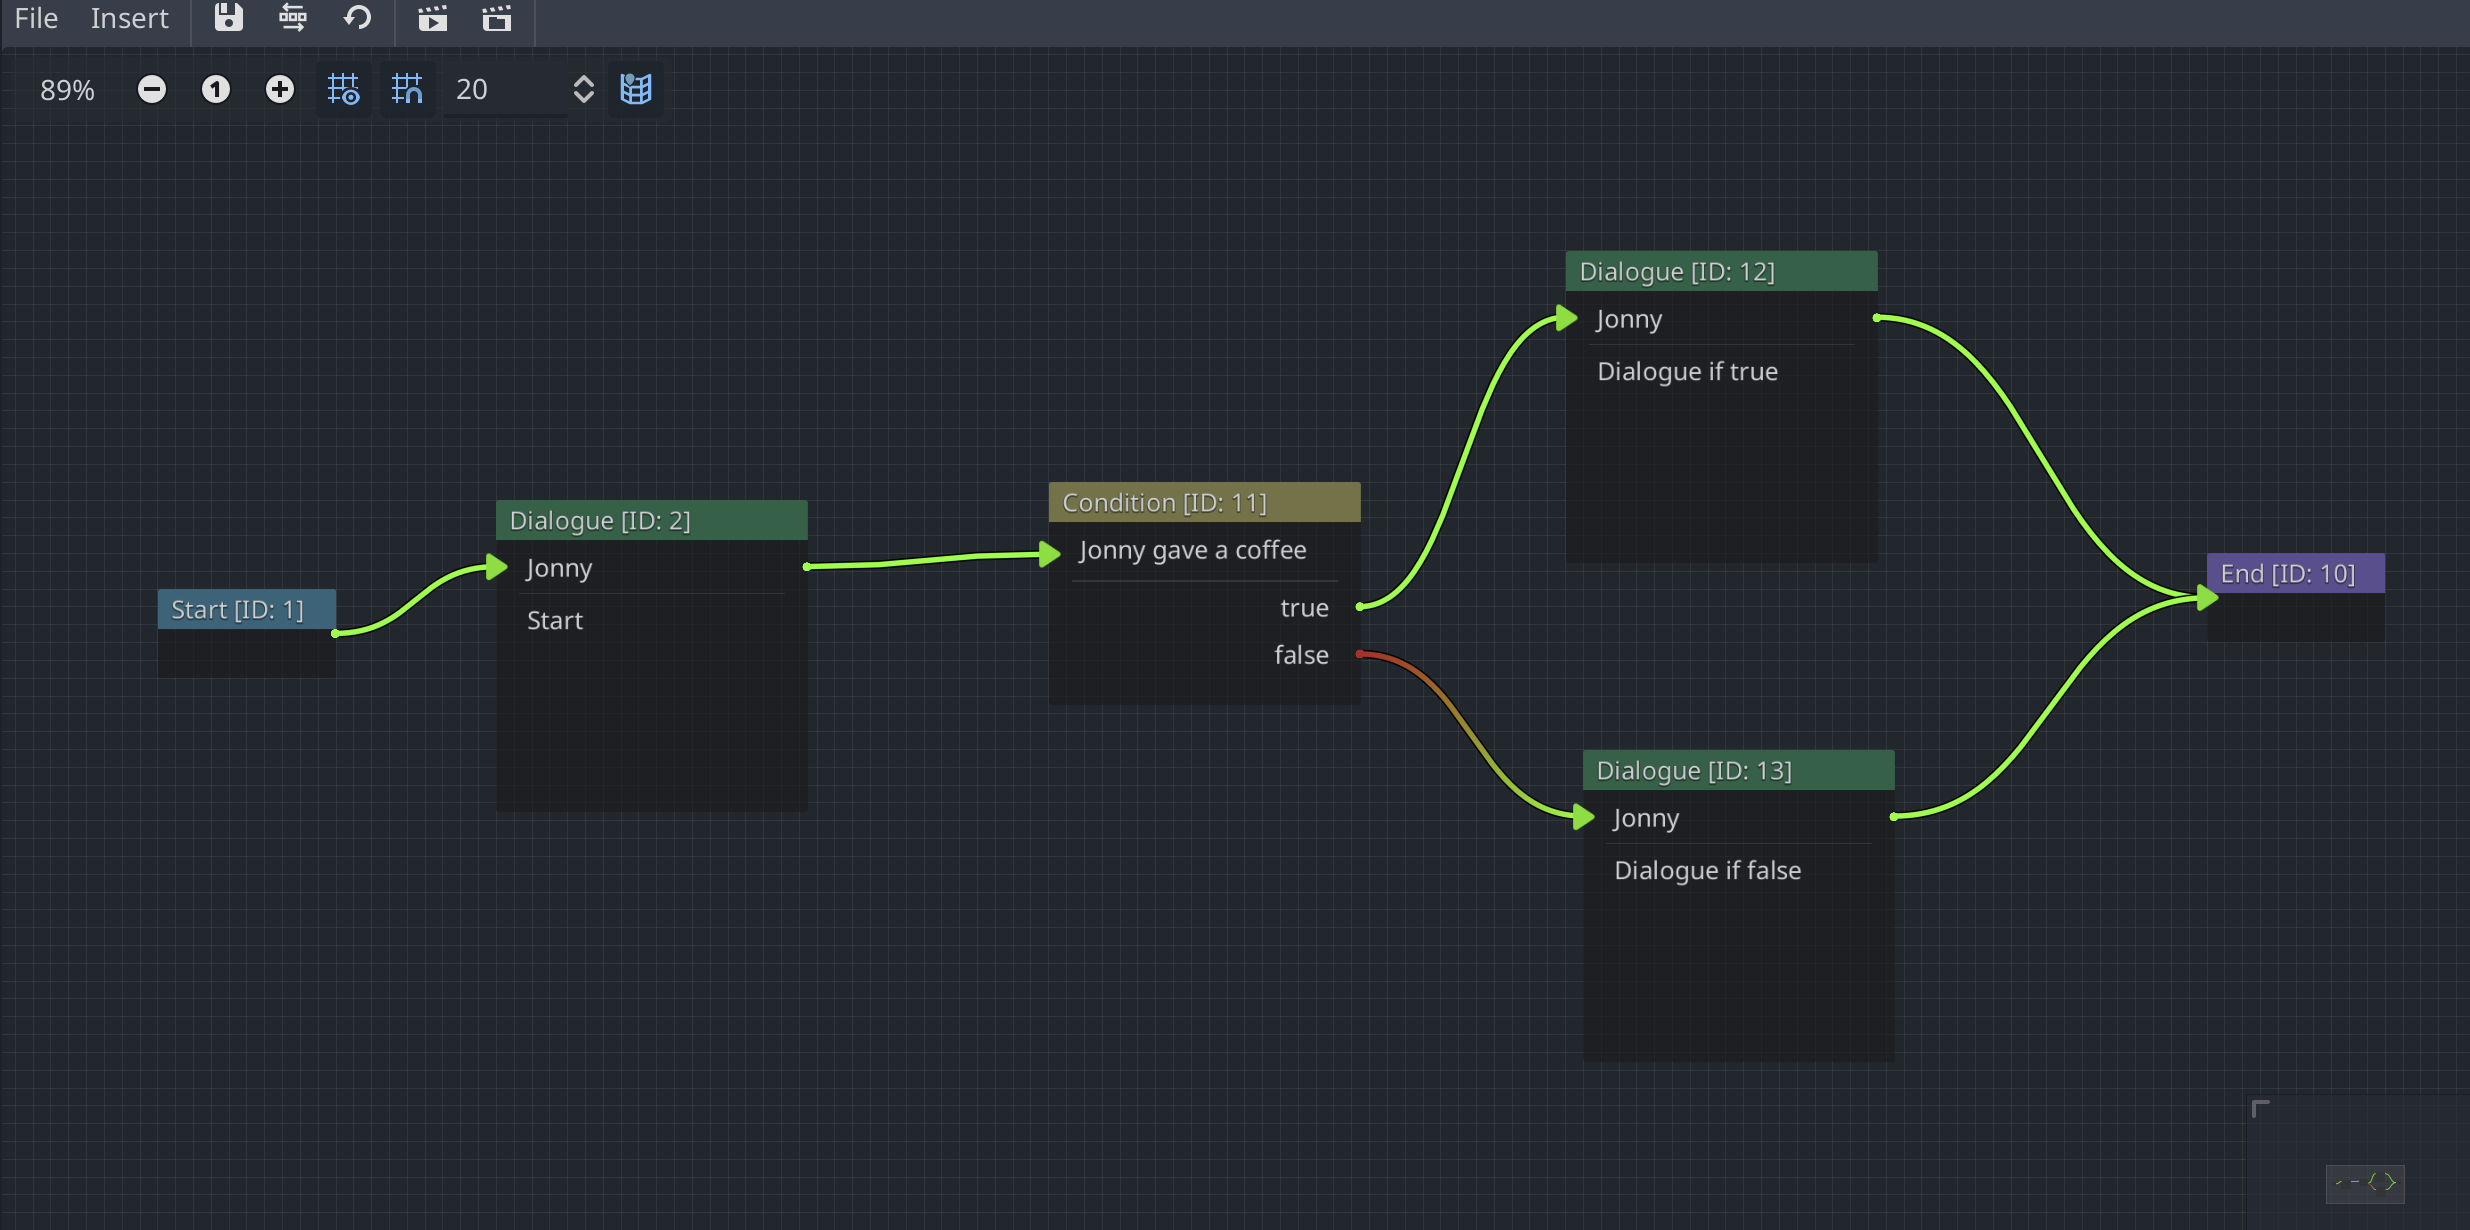 File Insert
89% 1 20
Start [ID: 1]
Dialogue [ID: 2]
Jonny
Start
Condition [ID: 11]
Jonny gave a coffee
true
false
Dialogue [ID: 12]
Jonny
Dialogue if true
Dialogue [ID: 13]
Jonny
Dialogue if false
End [ID: 10]